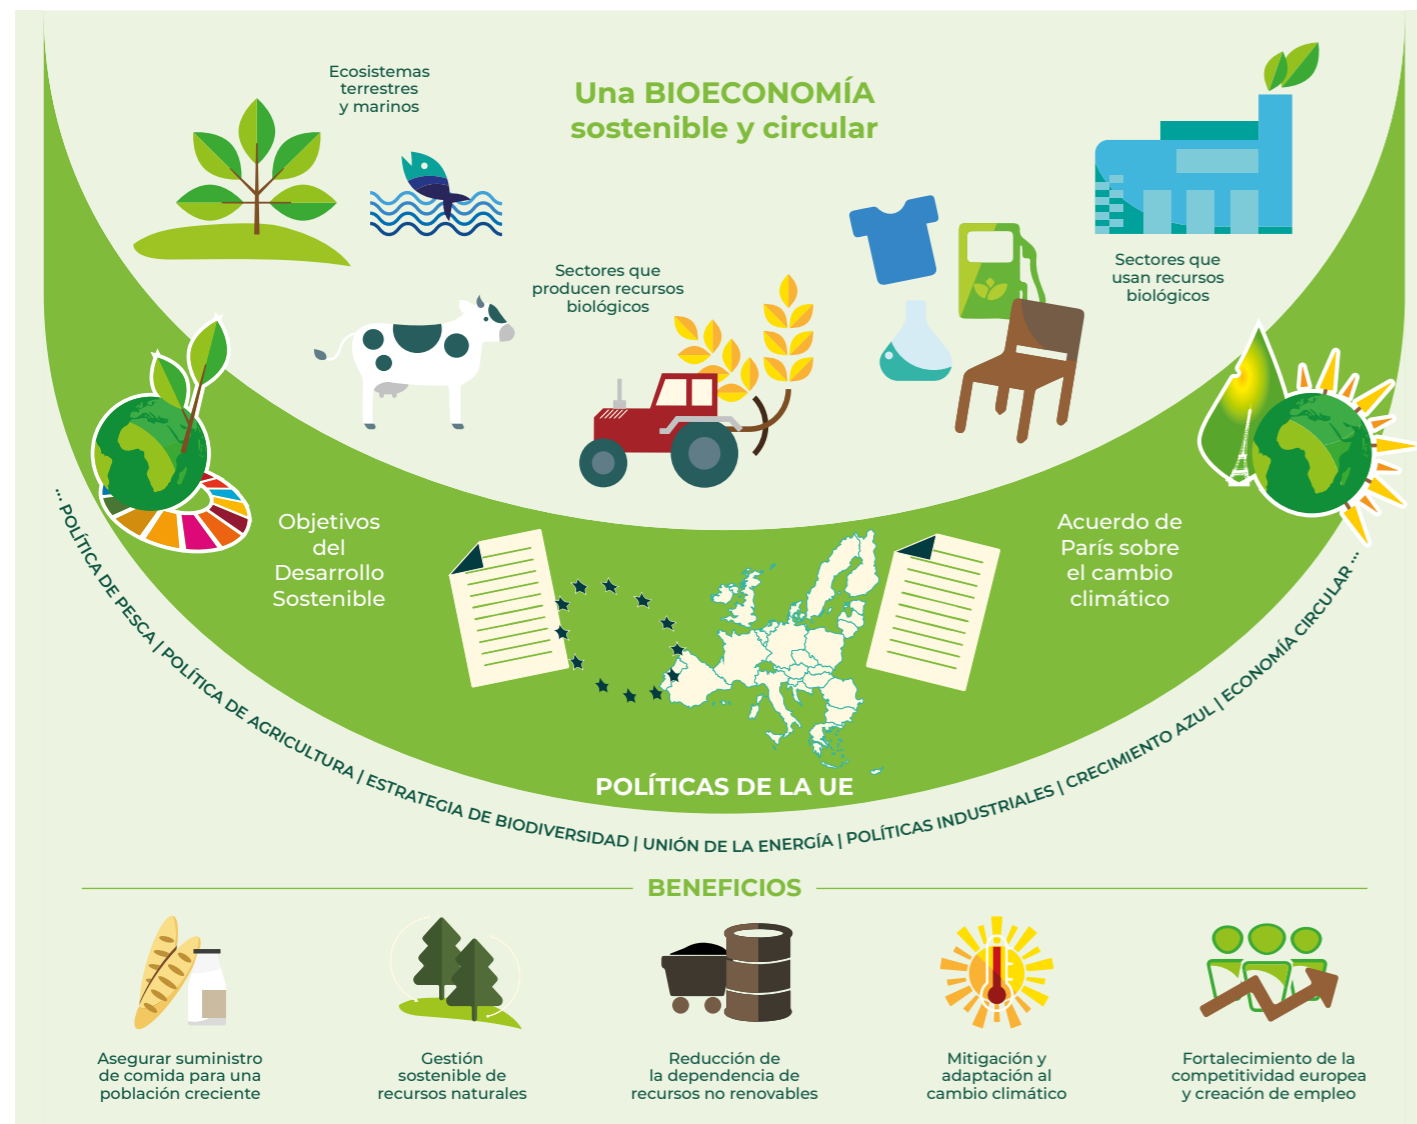 Una BIOECONOMÍA
sostenible y circular
Ecosistemas
terrestres
y marinos
Sectores que
producen recursos
biológicos
Sectores que
usan recursos
biológicos
Objetivos
del
Desarrollo
Sostenible
Acuerdo de
París sobre
el cambio
climático
POLÍTICAS DE LA UE
... POLÍTICA DE PESCA | POLÍTICA DE AGRICULTURA | ESTRATEGIA DE BIODIVERSIDAD | UNIÓN DE LA ENERGÍA | POLÍTICAS INDUSTRIALES | CRECIMIENTO AZUL | ECONOMÍA CIRCULAR ...
BENEFICIOS
Asegurar suministro
de comida para una
población creciente
Gestión
sostenible de
recursos naturales
Reducción de
la dependencia de
recursos no renovables
Mitigación y
adaptación al
cambio climático
Fortalecimiento de la
competitividad europea
y creación de empleo